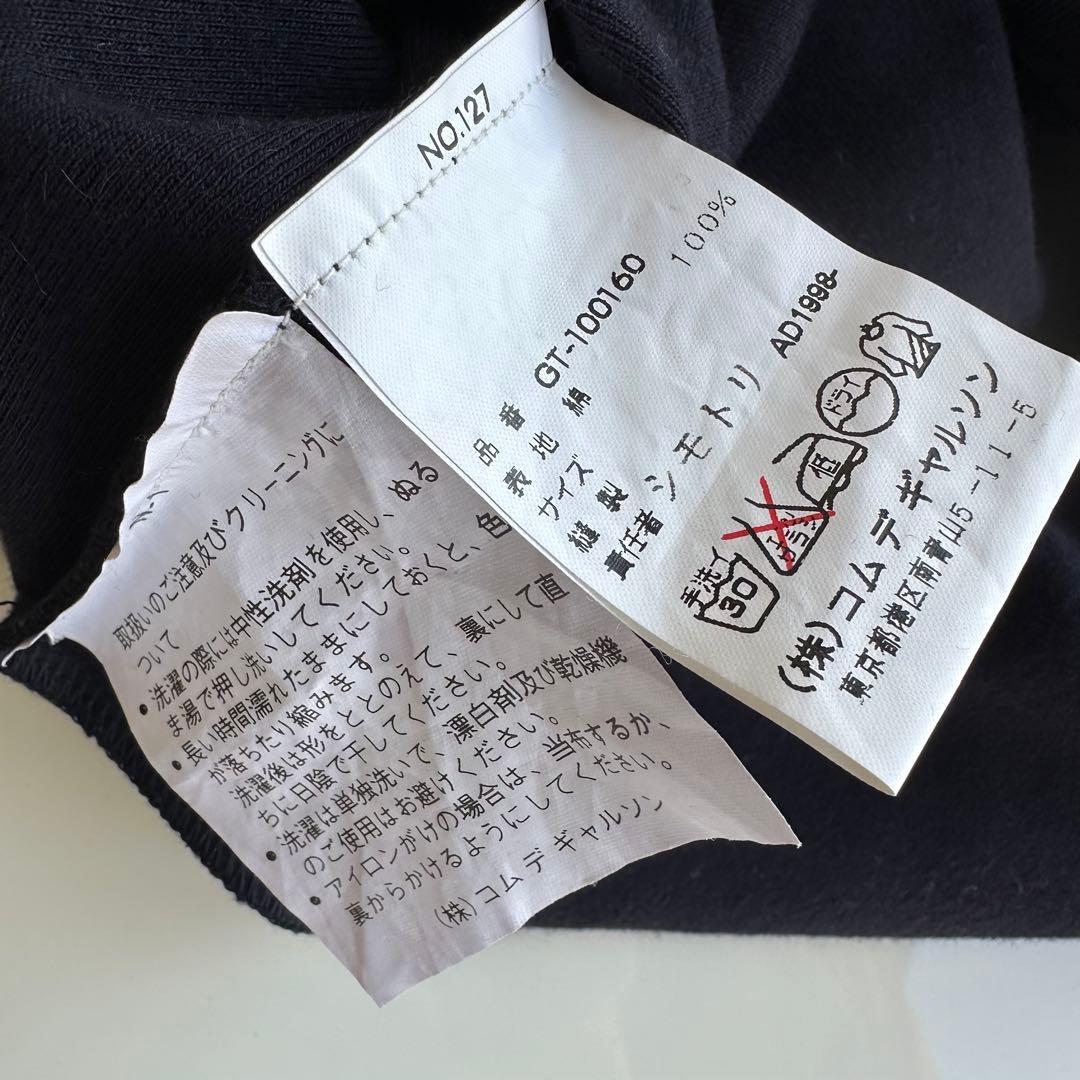 NO.127
品番 GT-100160
表地 綿 100%
サイズ
縫製 シモトリ AD1998-
責任者
手洗イ
30
エンソ
サラシ
中
ドライ
(株)コム デ ギャルソン
東京都港区南青山5-11-5
取扱いのご注意及びクリーニングに
ついて
• 洗濯の際には中性洗剤を使用し、ぬる
ま湯で押し洗いしてください。
• 長い時間濡れたままにしておくと、色
が落ちたり縮みます。
洗濯後は形をととのえて、裏にして直
ちに日陰で干してください。
• 洗濯は単独洗いで、漂白剤及び乾燥機
のご使用はお避けください。
• アイロンがけの場合は、当布するか、
裏からかけるようにしてください。
(株)コム デ ギャルソン